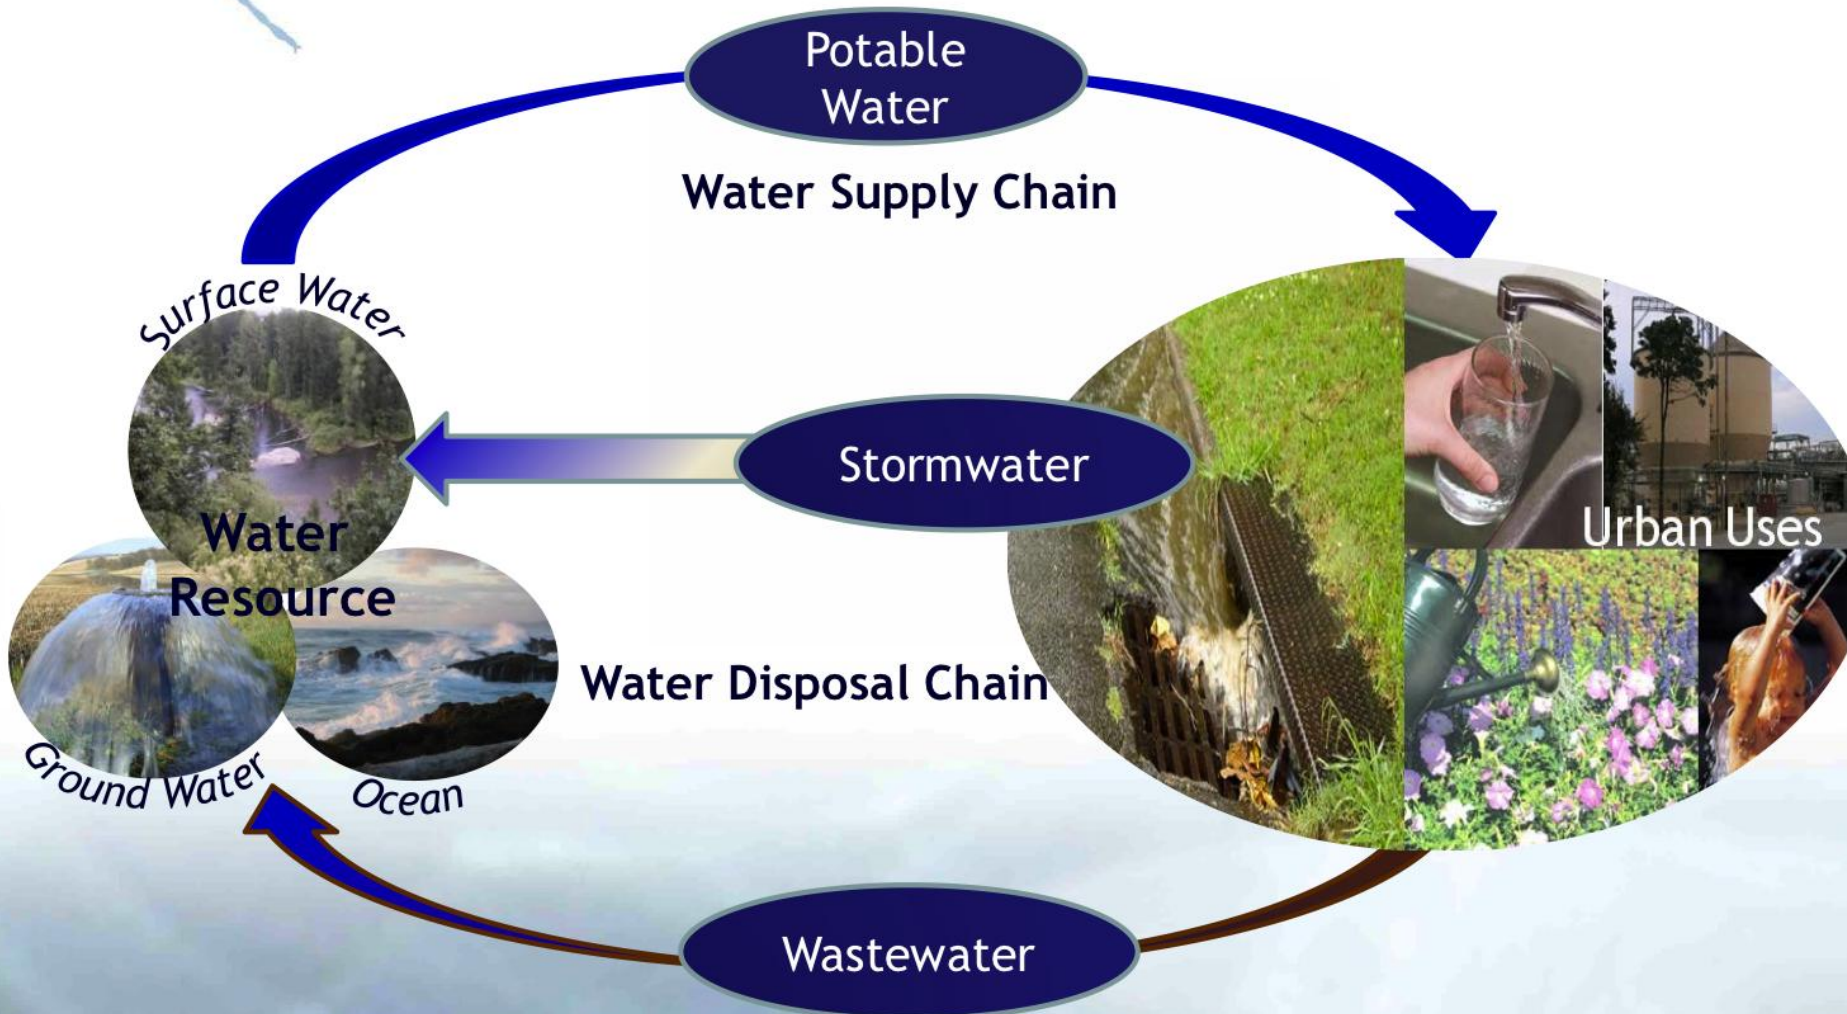 Potable
Water
Water Supply Chain
Surface Water
Stormwater
Water
Resource
Urban Uses
Water Disposal Chain
Ground Water
Ocean
Wastewater